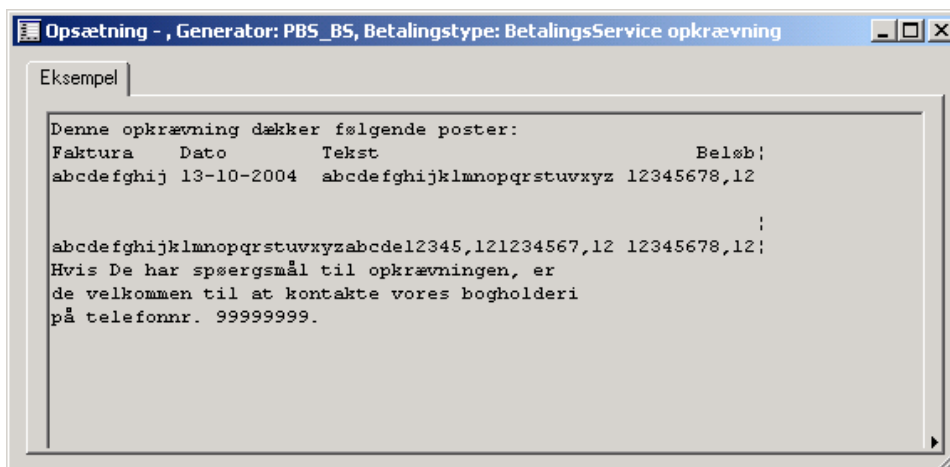 Opsætning - , Generator: PBS_BS, Betalingstype: BetalingsService opkrævning
Eksempel
Denne opkrævning dækker følgende poster:
Faktura    Dato        Tekst                          Beløb¦
abcdefghij 13-10-2004  abcdefghijklmnopqrstuvxyz 12345678,12
¦
abcdefghijklmnopqrstuvxyzabcde12345,121234567,12 12345678,12¦
Hvis De har spøergsmål til opkrævningen, er
de velkommen til at kontakte vores bogholderi
på telefonnr. 99999999.